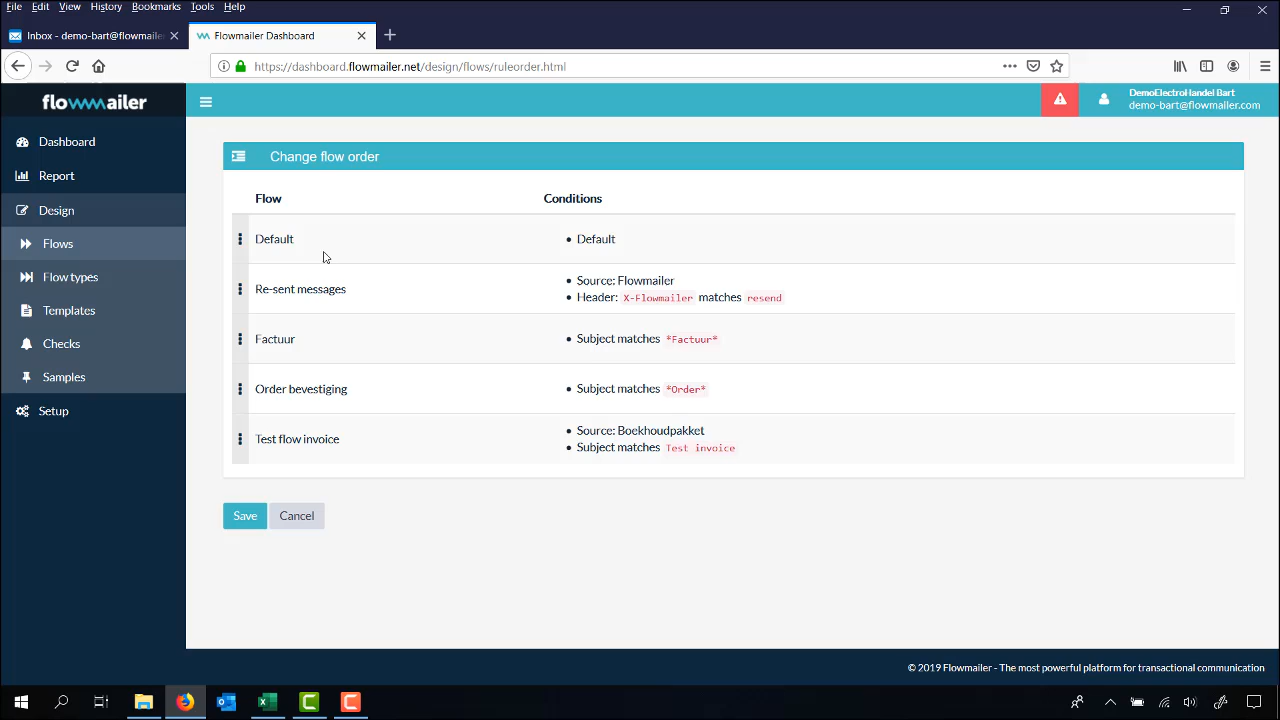 File Edit View History Bookmarks Tools Help
Inbox - demo-bart@flowmailer
Flowmailer Dashboard
https://dashboard.flowmailer.net/design/flows/ruleorder.html
flowmailer
DemoElectroHandel Bart
demo-bart@flowmailer.com
Dashboard
Report
Design
Flows
Flow types
Templates
Checks
Samples
Setup
Change flow order
Flow Conditions
Default • Default
Re-sent messages • Source: Flowmailer
• Header: X-Flowmailer matches resend
Factuur • Subject matches *Factuur*
Order bevestiging • Subject matches *Order*
Test flow invoice • Source: Boekhoudpakket
• Subject matches Test invoice
Save Cancel
© 2019 Flowmailer - The most powerful platform for transactional communication